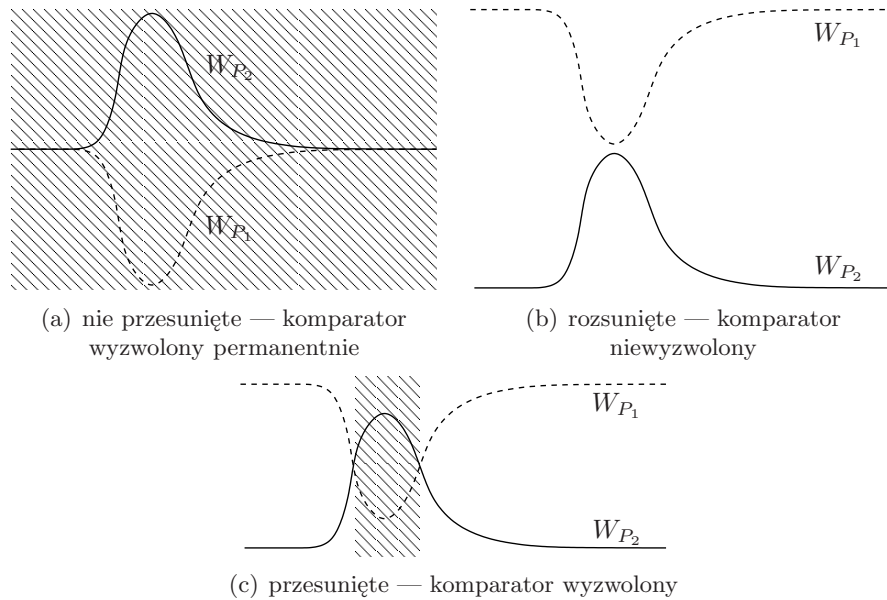 W_{P_2}
W_{P_1}
(a) nie przesunięte — komparator
wyzwolony permanentnie
W_{P_1}
W_{P_2}
(b) rozsunięte — komparator
niewyzwolony
W_{P_1}
W_{P_2}
(c) przesunięte — komparator wyzwolony